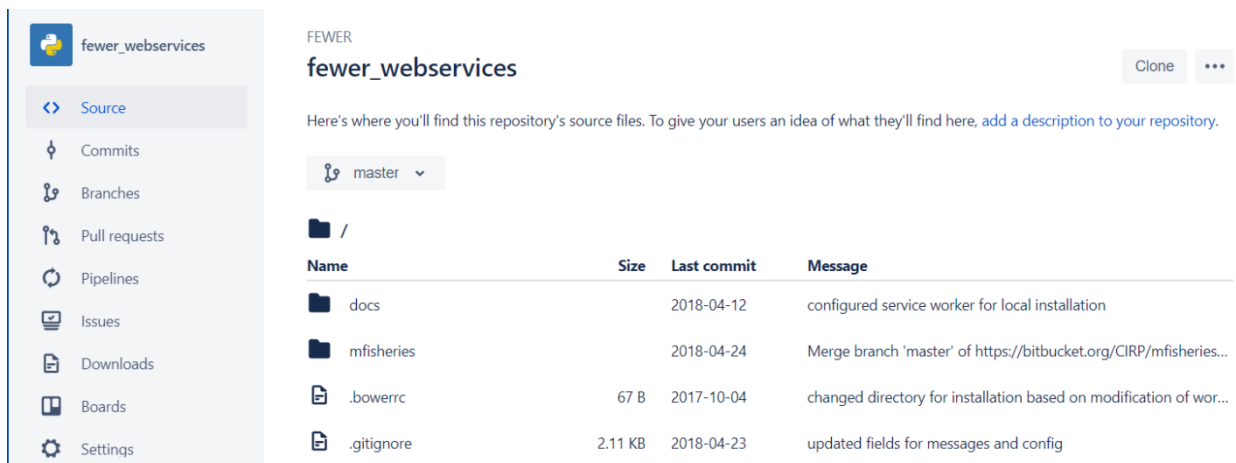 fewer_webservices
Source
Commits
Branches
Pull requests
Pipelines
Issues
Downloads
Boards
Settings
FEWER
fewer_webservices
Clone •••
Here's where you'll find this repository's source files. To give your users an idea of what they'll find here, add a description to your repository.
master
/
Name Size Last commit Message
docs 2018-04-12 configured service worker for local installation
mfisheries 2018-04-24 Merge branch 'master' of https://bitbucket.org/CIRP/mfisheries...
.bowerrc 67 B 2017-10-04 changed directory for installation based on modification of wor...
.gitignore 2.11 KB 2018-04-23 updated fields for messages and config